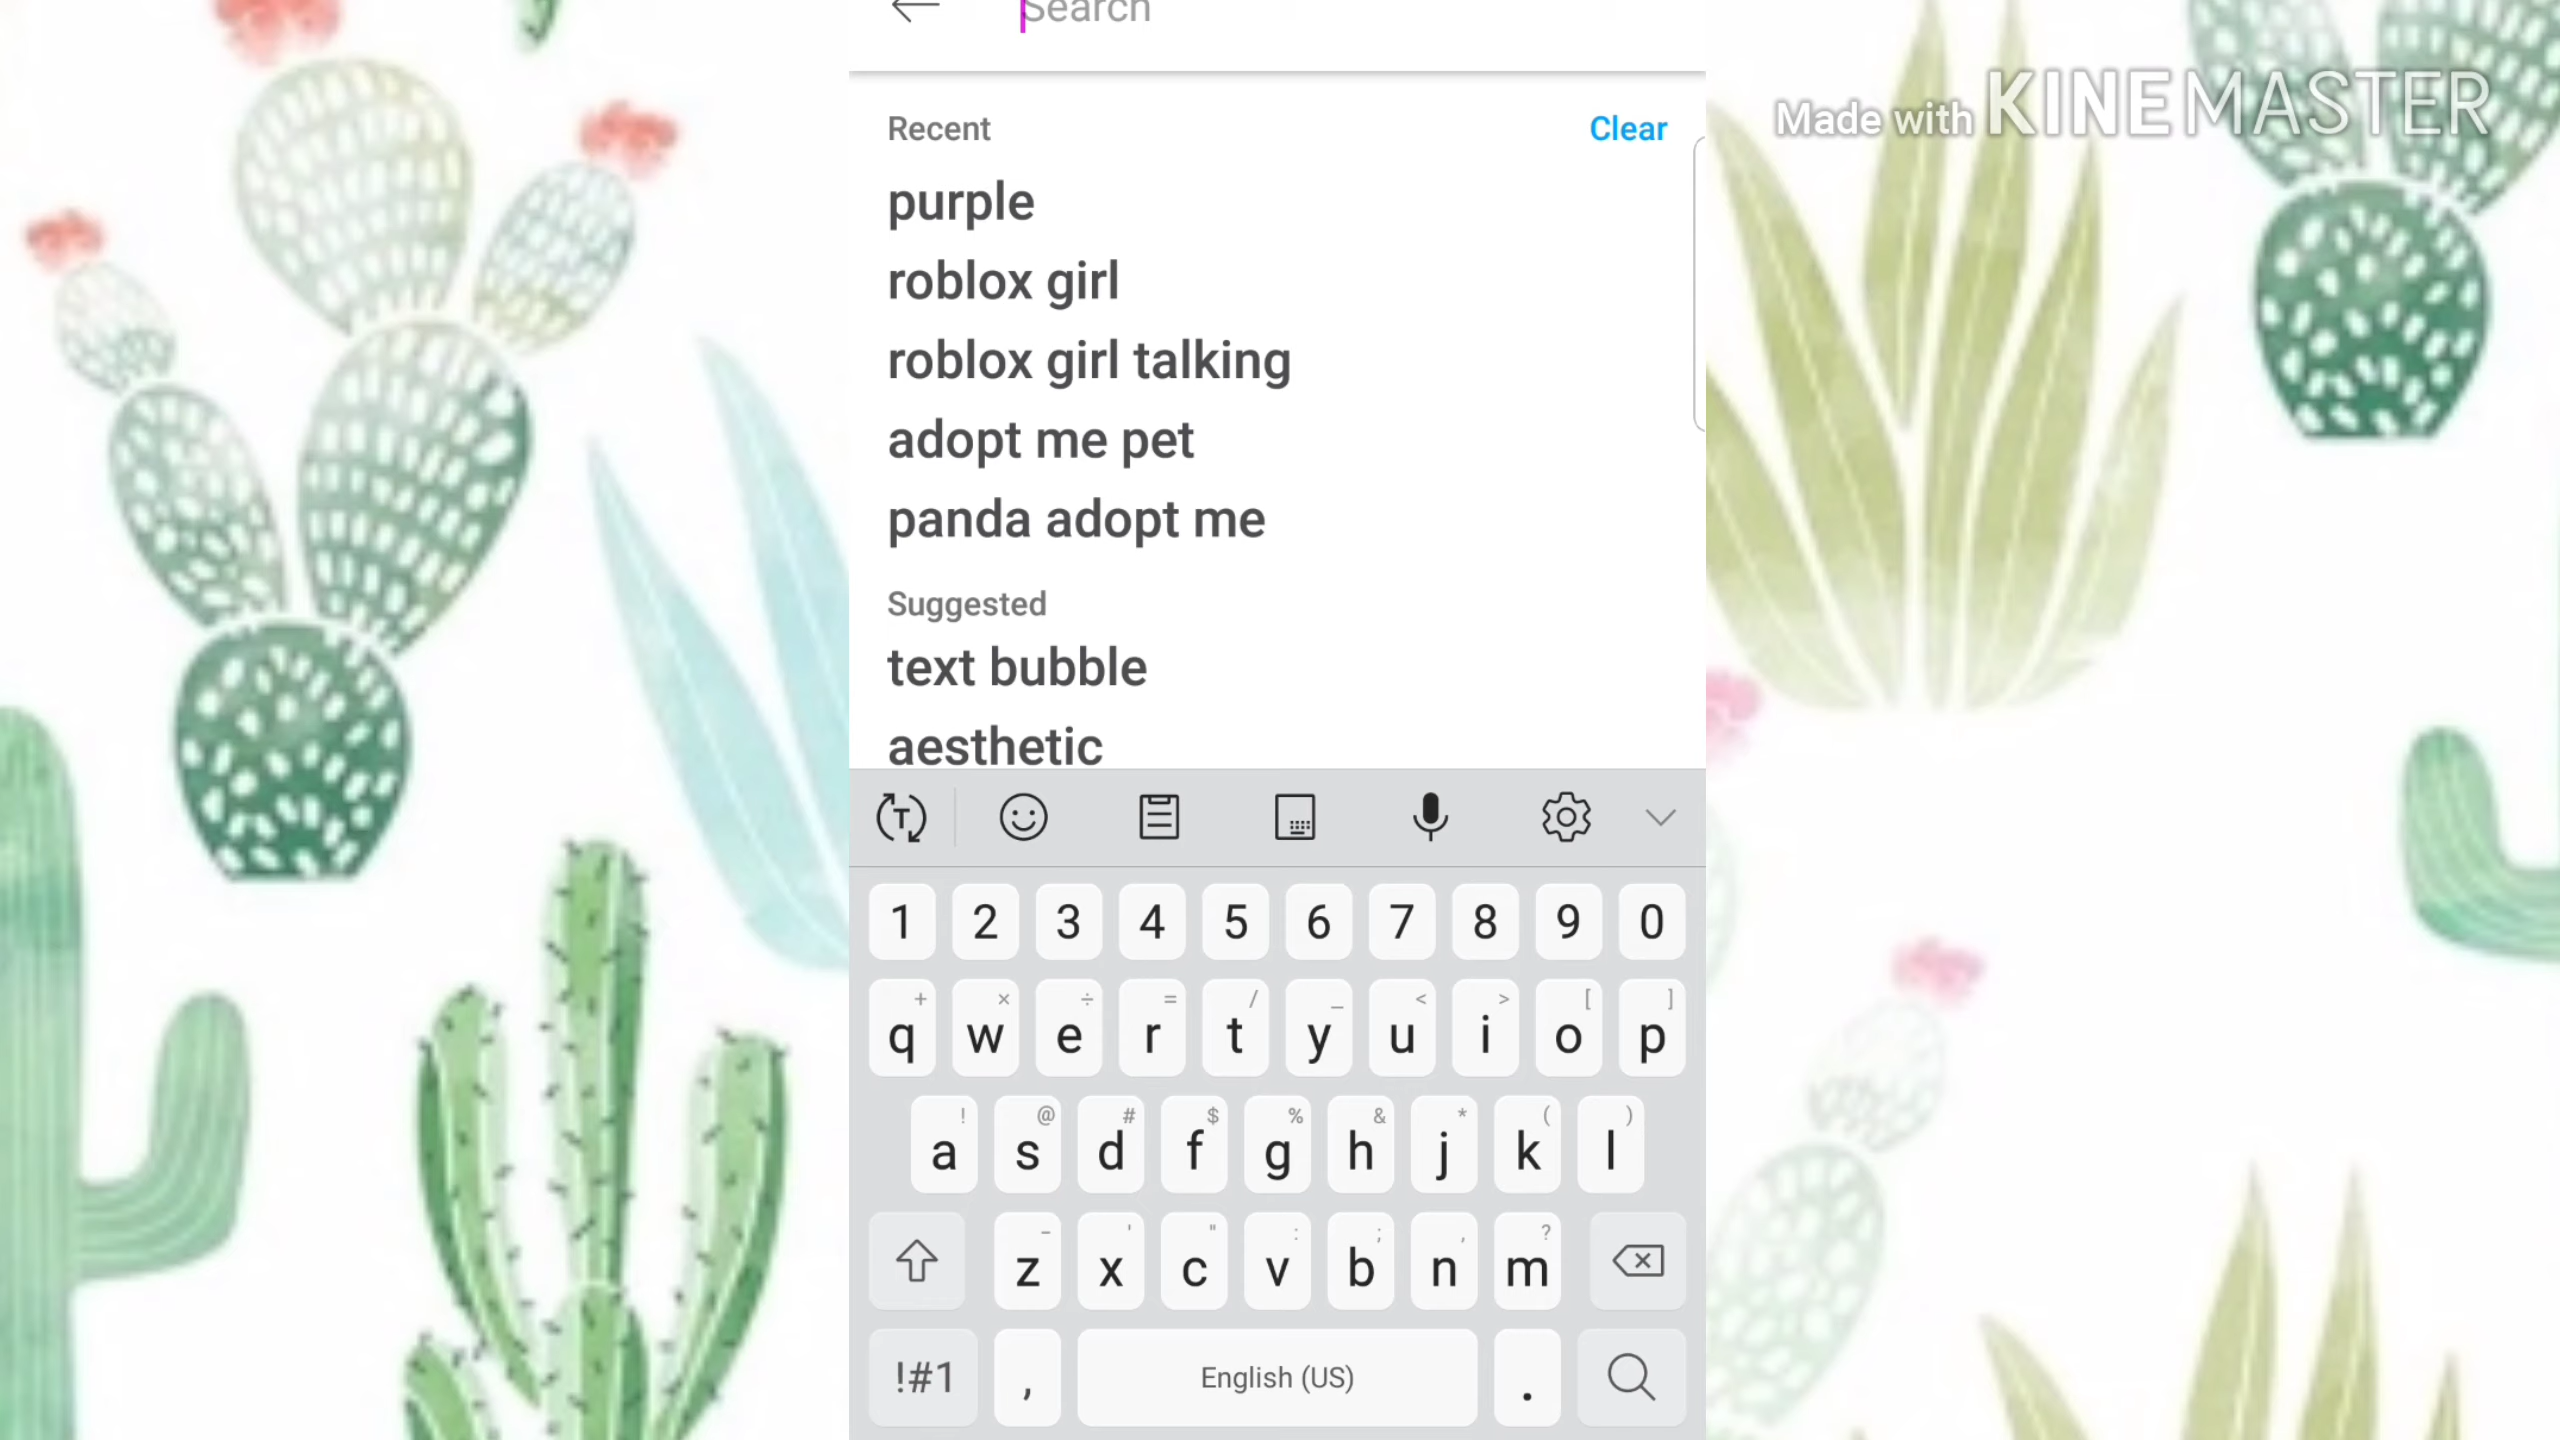 Search
Made with KINEMASTER
Recent
Clear
purple
roblox girl
roblox girl talking
adopt me pet
panda adopt me
Suggested
text bubble
aesthetic
T
1 2 3 4 5 6 7 8 9 0
+ × ÷ = / _ < > [ ]
q w e r t y u i o p
! @ # $ % & * ( )
a s d f g h j k l
- ' " : ; , ?
z x c v b n m
!#1 , English (US) .